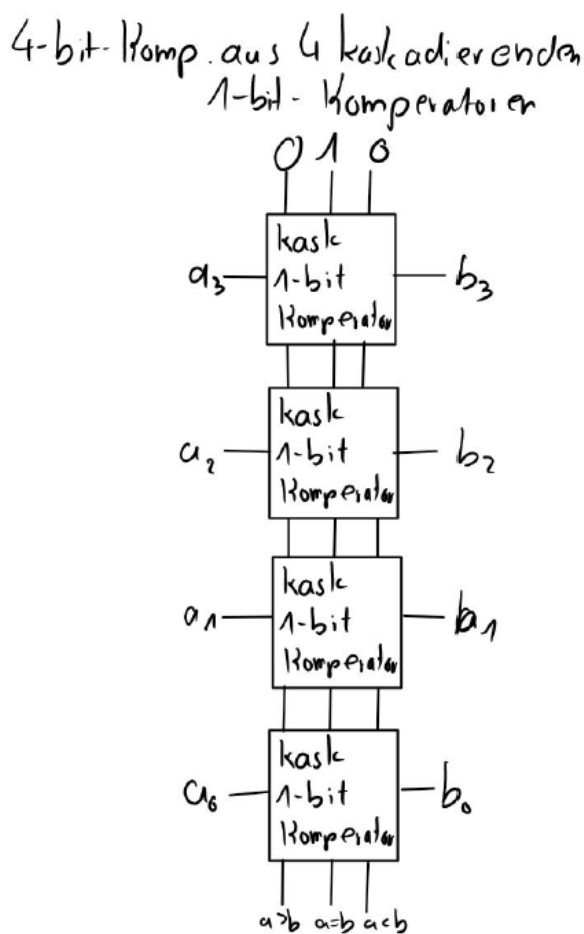 4-bit-Komp. aus 4 kaskadierenden
1-bit-Komperatoren
0 1 0
kask
a₃ 1-bit b₃
Komperator
kask
a₂ 1-bit b₂
Komperator
kask
a₁ 1-bit b₁
Komperator
kask
a₀ 1-bit b₀
Komperator
a>b a=b a<b